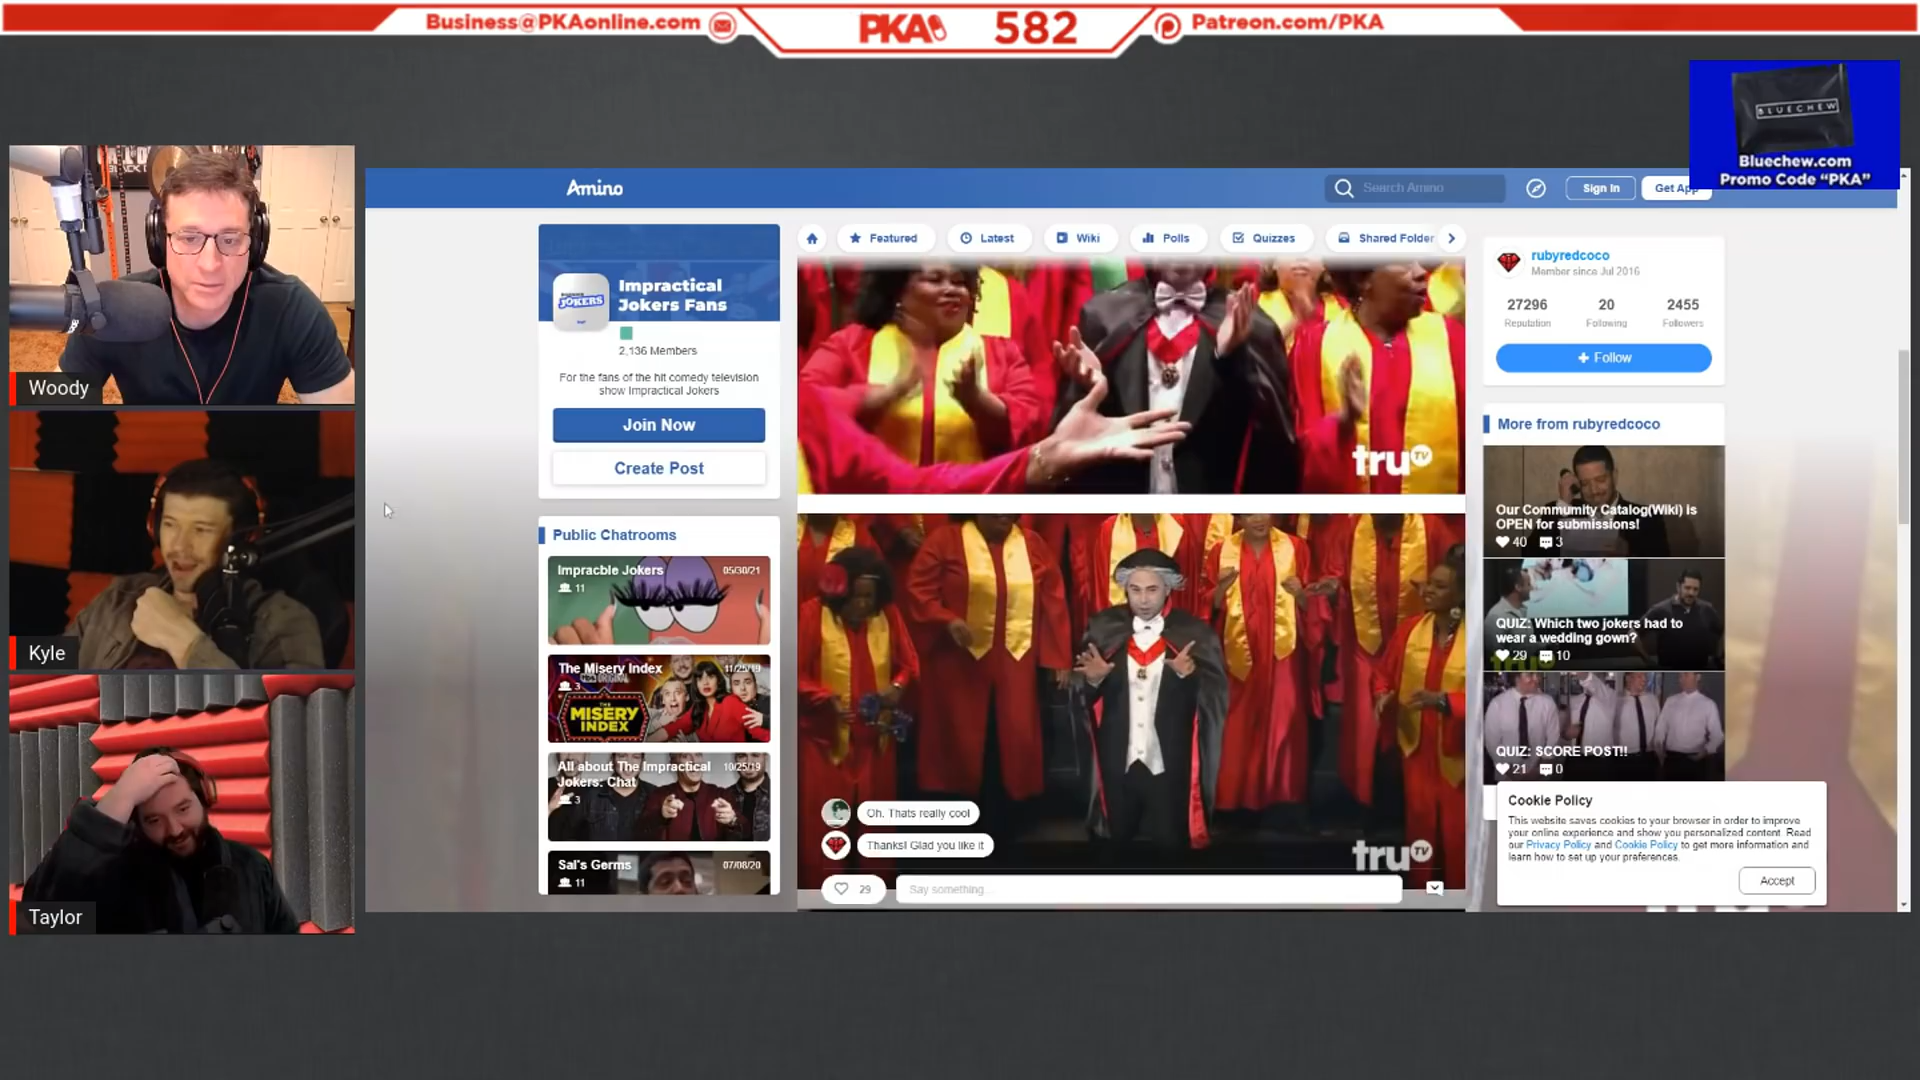 Business@PKAonline.com
PKA
582
Patreon.com/PKA
BLUECHEW
Bluechew.com
Promo Code “PKA”
Woody
Kyle
Taylor
Amino
Search Amino
Sign In
Get App
Featured
Latest
Wiki
Polls
Quizzes
Shared Folder
JOKERS
Impractical
Jokers Fans
2,136 Members
For the fans of the hit comedy television
show Impractical Jokers
Join Now
Create Post
Public Chatrooms
Impracble Jokers
05/30/21
11
The Misery Index
11/25/19
3
THE
MISERY
INDEX
All about The Impractical
Jokers: Chat
10/25/19
3
Sal's Germs
07/08/20
11
truTV
Oh. Thats really cool
Thanks! Glad you like it
truTV
29
Say something...
rubyredcoco
Member since Jul 2016
27296
20
2455
Reputation
Following
Followers
+ Follow
More from rubyredcoco
Our Community Catalog(Wiki) is
OPEN for submissions!
40
3
QUIZ: Which two jokers had to
wear a wedding gown?
29
10
QUIZ: SCORE POST!!
21
0
Cookie Policy
This website saves cookies to your browser in order to improve
your online experience and show you personalized content. Read
our Privacy Policy and Cookie Policy to get more information and
learn how to set up your preferences.
Accept